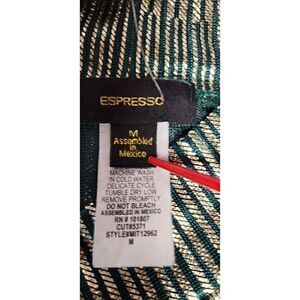 ESPRESSO
M
Assembled
in
Mexico
MACHINE WASH
IN COLD WATER
DELICATE CYCLE
TUMBLE DRY LOW
REMOVE PROMPTLY
DO NOT BLEACH
ASSEMBLED IN MEXICO
RN # 101807
CUT#5371
STYLE#MIT12962
M